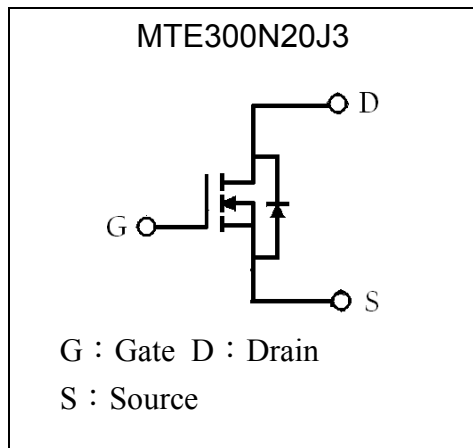 MTE300N20J3
D
G
S
G：Gate D：Drain
S：Source